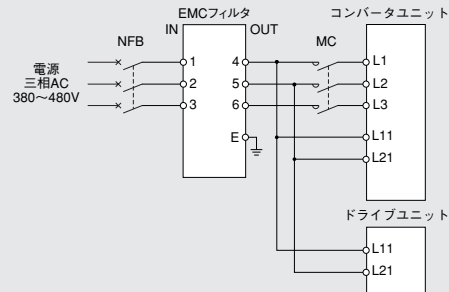 EMCフィルタ
コンバータユニット
IN
OUT
NFB
MC
電源
三相AC
380～480V
1
2
3
4
5
6
E
L1
L2
L3
L11
L21
ドライブユニット
L11
L21